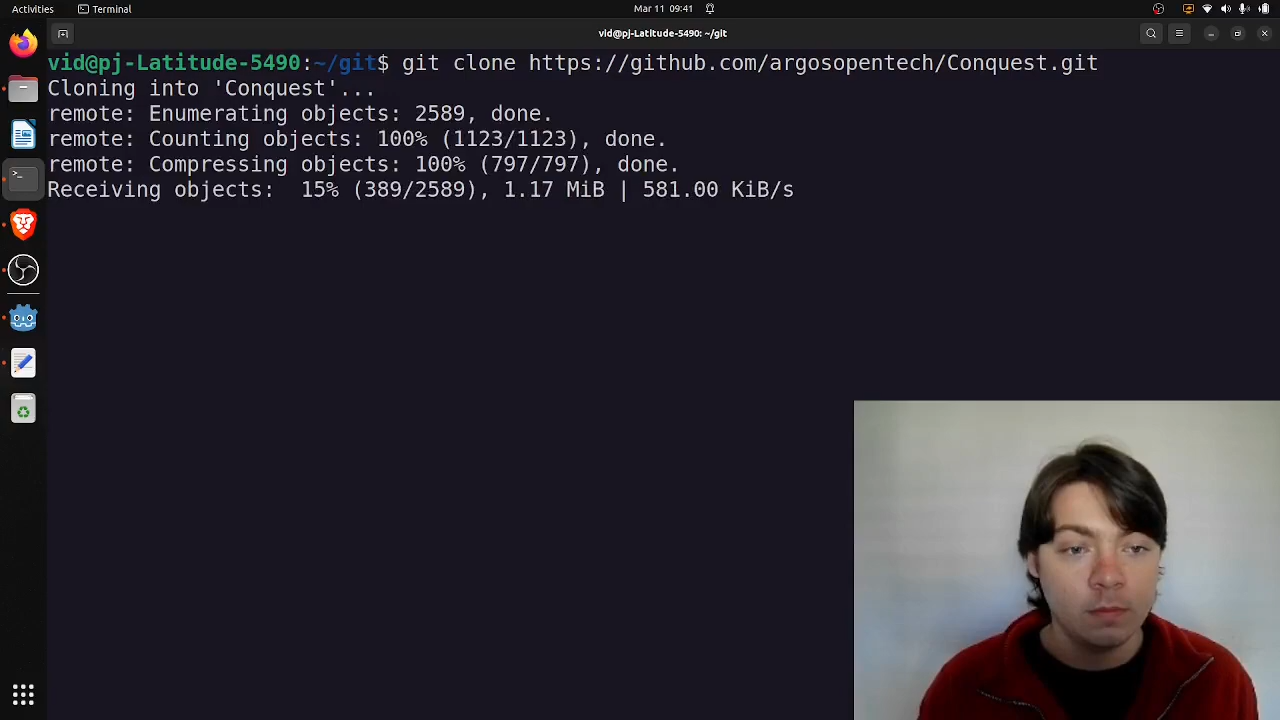 Activities
Terminal
Mar 11 09:41
vid@pj-Latitude-5490: ~/git
vid@pj-Latitude-5490:~/git$ git clone https://github.com/argosopentech/Conquest.git
Cloning into 'Conquest'...
remote: Enumerating objects: 2589, done.
remote: Counting objects: 100% (1123/1123), done.
remote: Compressing objects: 100% (797/797), done.
Receiving objects:  15% (389/2589), 1.17 MiB | 581.00 KiB/s